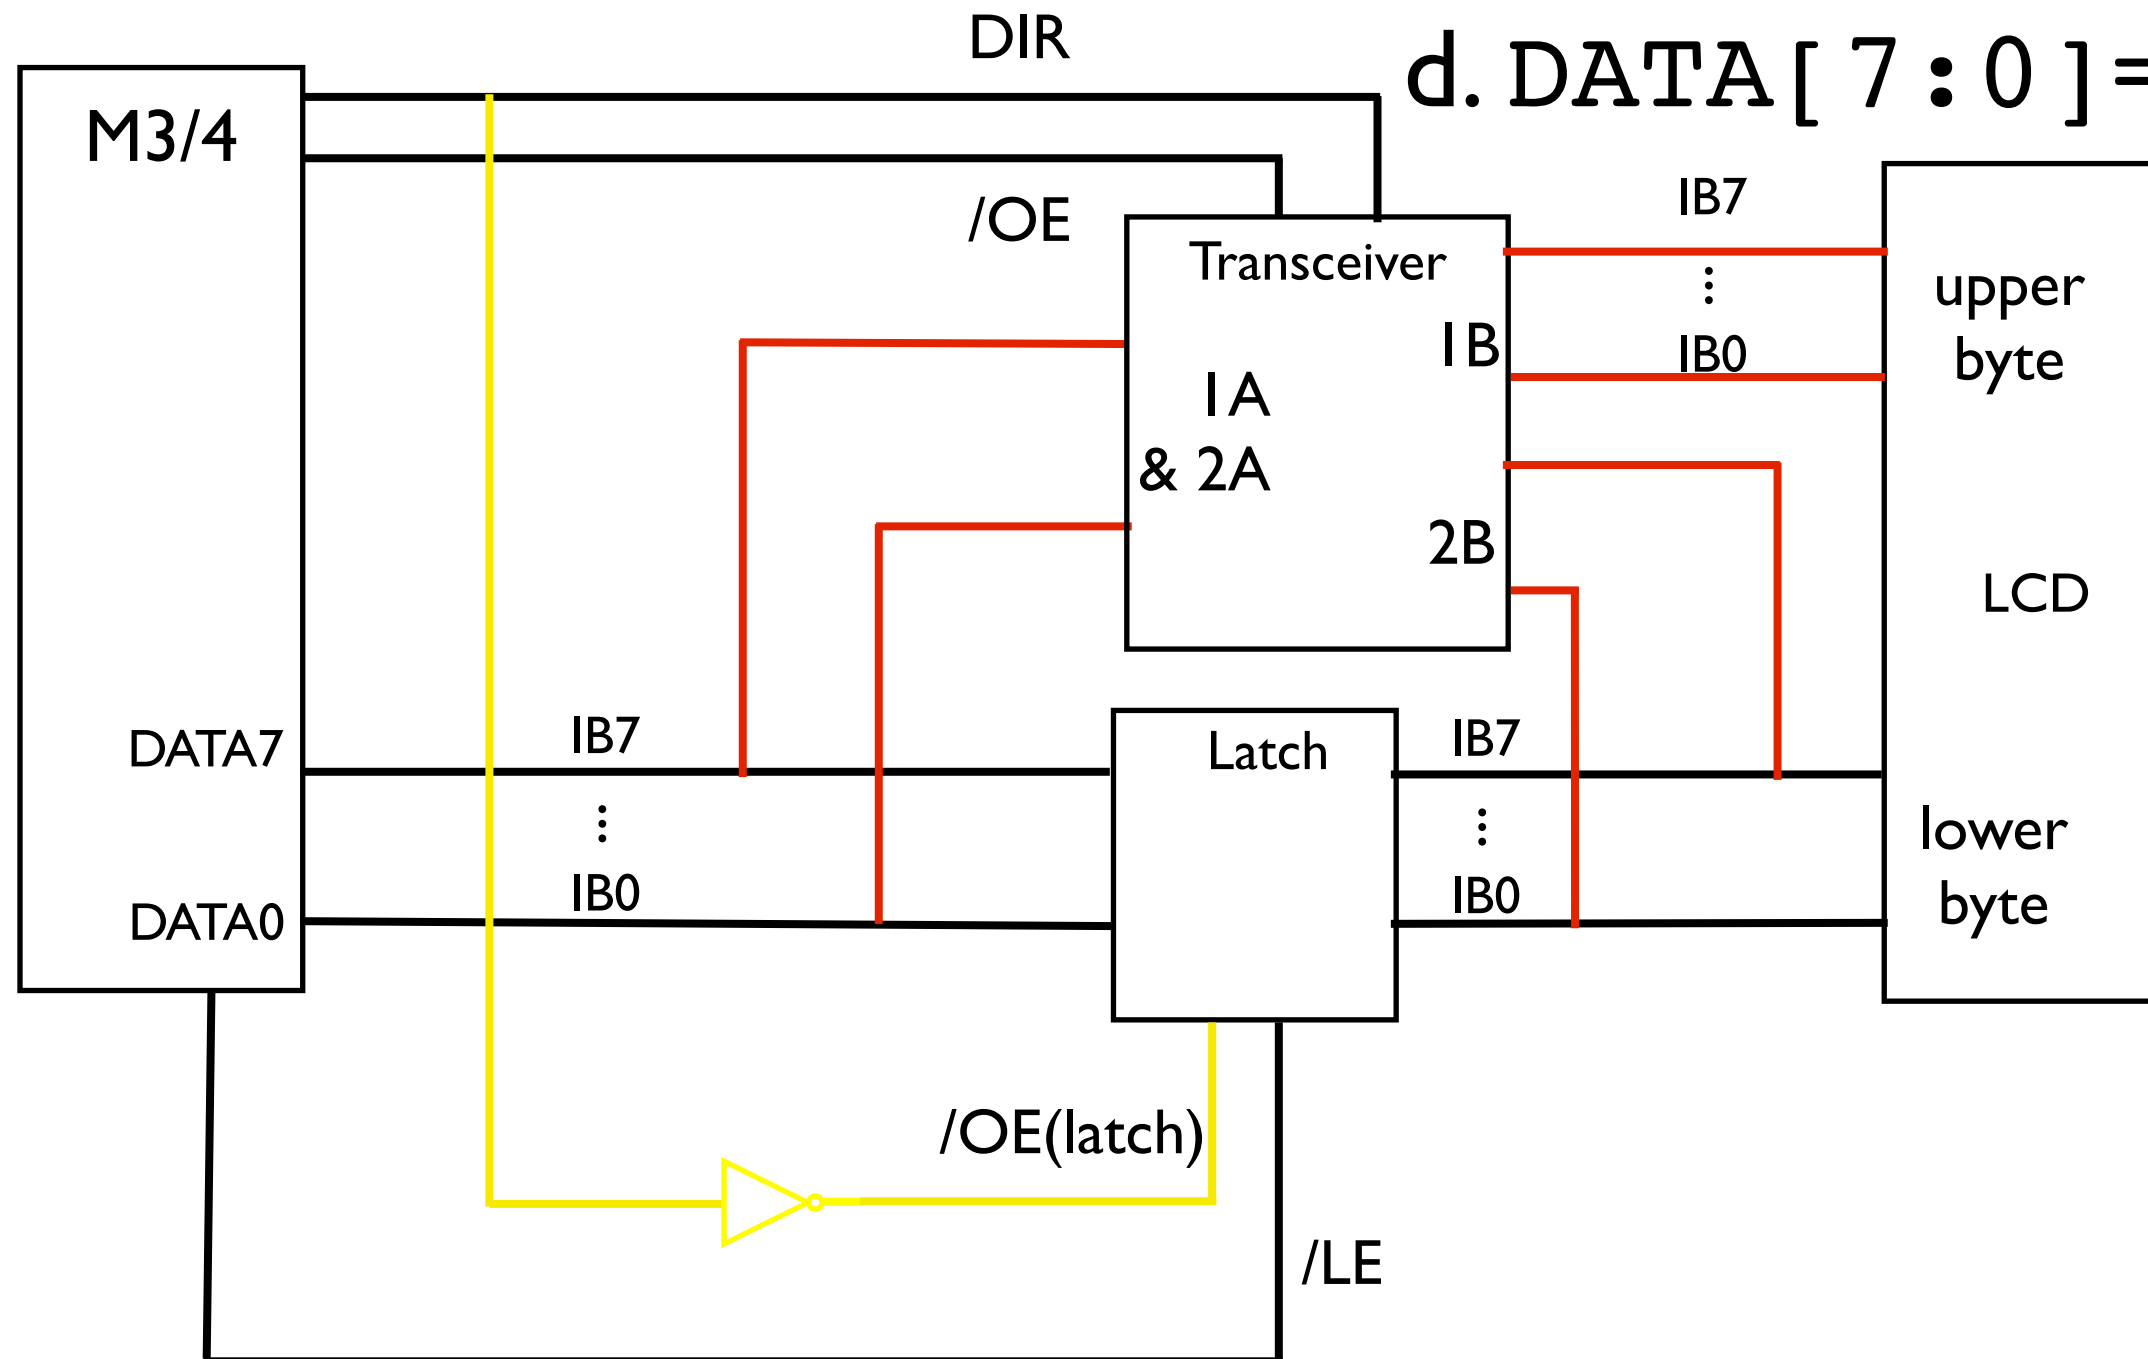 DIR
d. DATA[7:0]=
M3/4
/OE
IB7
Transceiver
upper
byte
1B
IB0
1A
& 2A
2B
LCD
DATA7
IB7
Latch
IB7
lower
byte
DATA0
IB0
IB0
/OE(latch)
/LE